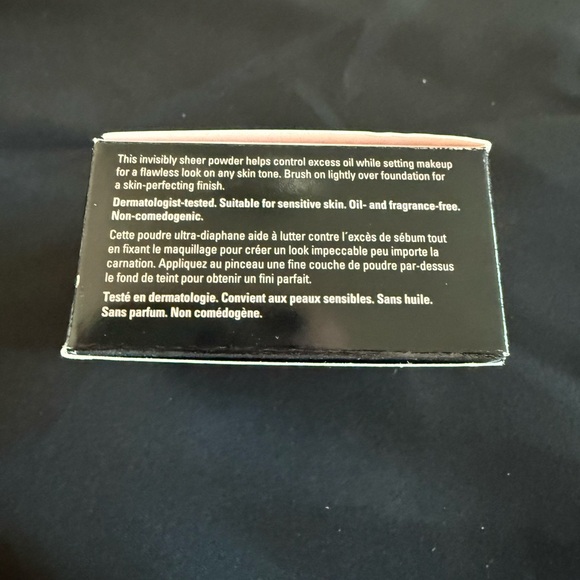 This invisibly sheer powder helps control excess oil while setting makeup
for a flawless look on any skin tone. Brush on lightly over foundation for
a skin-perfecting finish.
Dermatologist-tested. Suitable for sensitive skin. Oil- and fragrance-free.
Non-comedogenic.
Cette poudre ultra-diaphane aide à lutter contre l'excès de sébum tout
en fixant le maquillage pour créer un look impeccable peu importe la
carnation. Appliquez au pinceau une fine couche de poudre par-dessus
le fond de teint pour obtenir un fini parfait.
Testé en dermatologie. Convient aux peaux sensibles. Sans huile.
Sans parfum. Non comédogène.